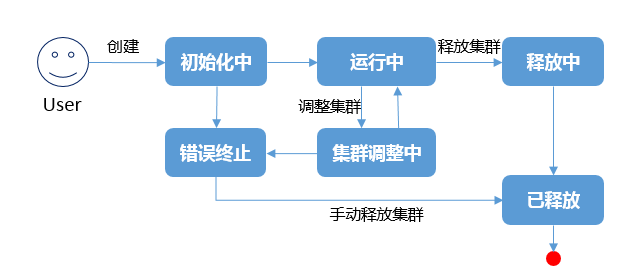 创建
User
初始化中
运行中
释放集群
释放中
调整集群
错误终止
集群调整中
手动释放集群
已释放